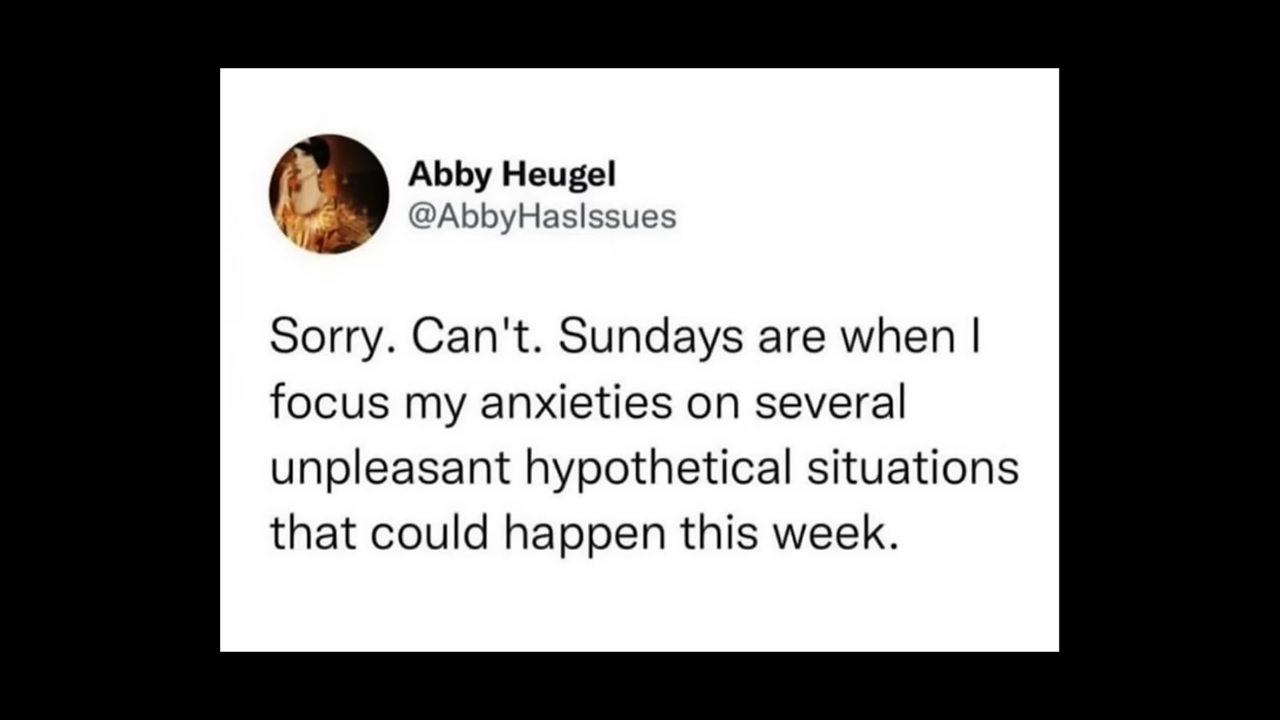 Abby Heugel
@AbbyHasIssues
Sorry. Can't. Sundays are when I
focus my anxieties on several
unpleasant hypothetical situations
that could happen this week.